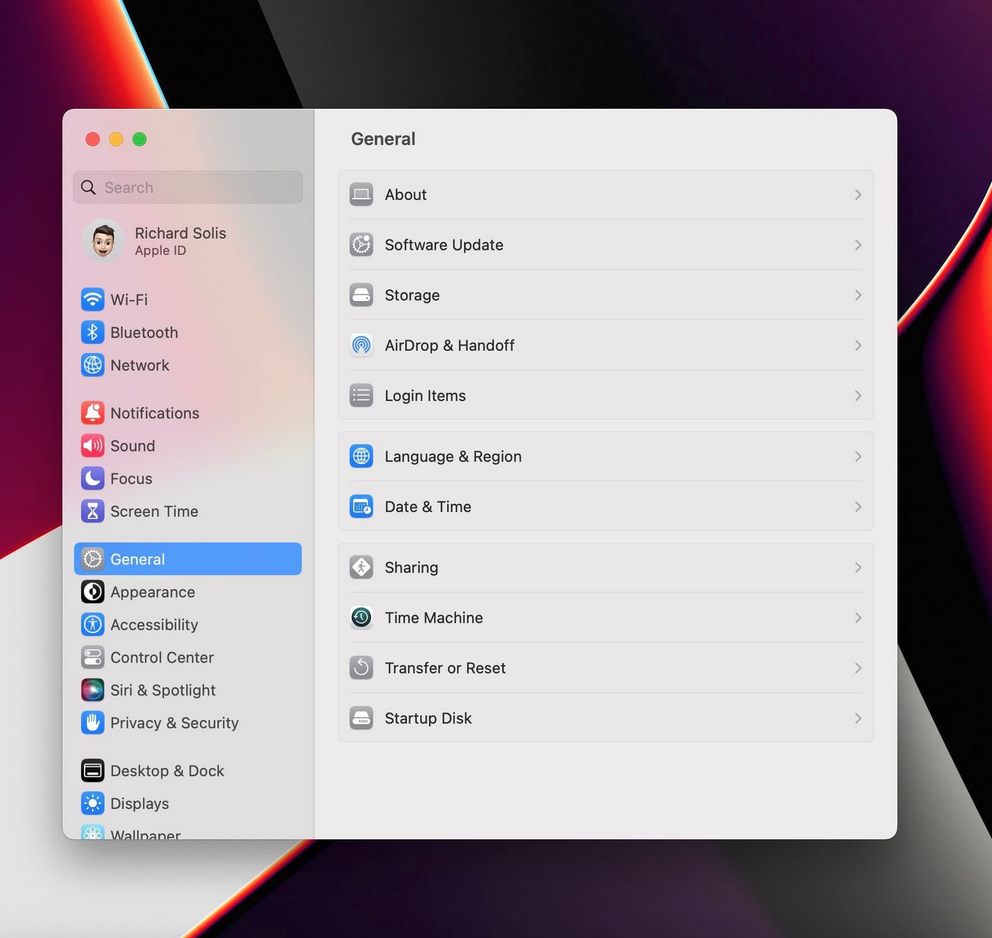 General
Search
Richard Solis
Apple ID
Wi-Fi
Bluetooth
Network
Notifications
Sound
Focus
Screen Time
General
Appearance
Accessibility
Control Center
Siri & Spotlight
Privacy & Security
Desktop & Dock
Displays
Wallpaper
About
Software Update
Storage
AirDrop & Handoff
Login Items
Language & Region
Date & Time
Sharing
Time Machine
Transfer or Reset
Startup Disk